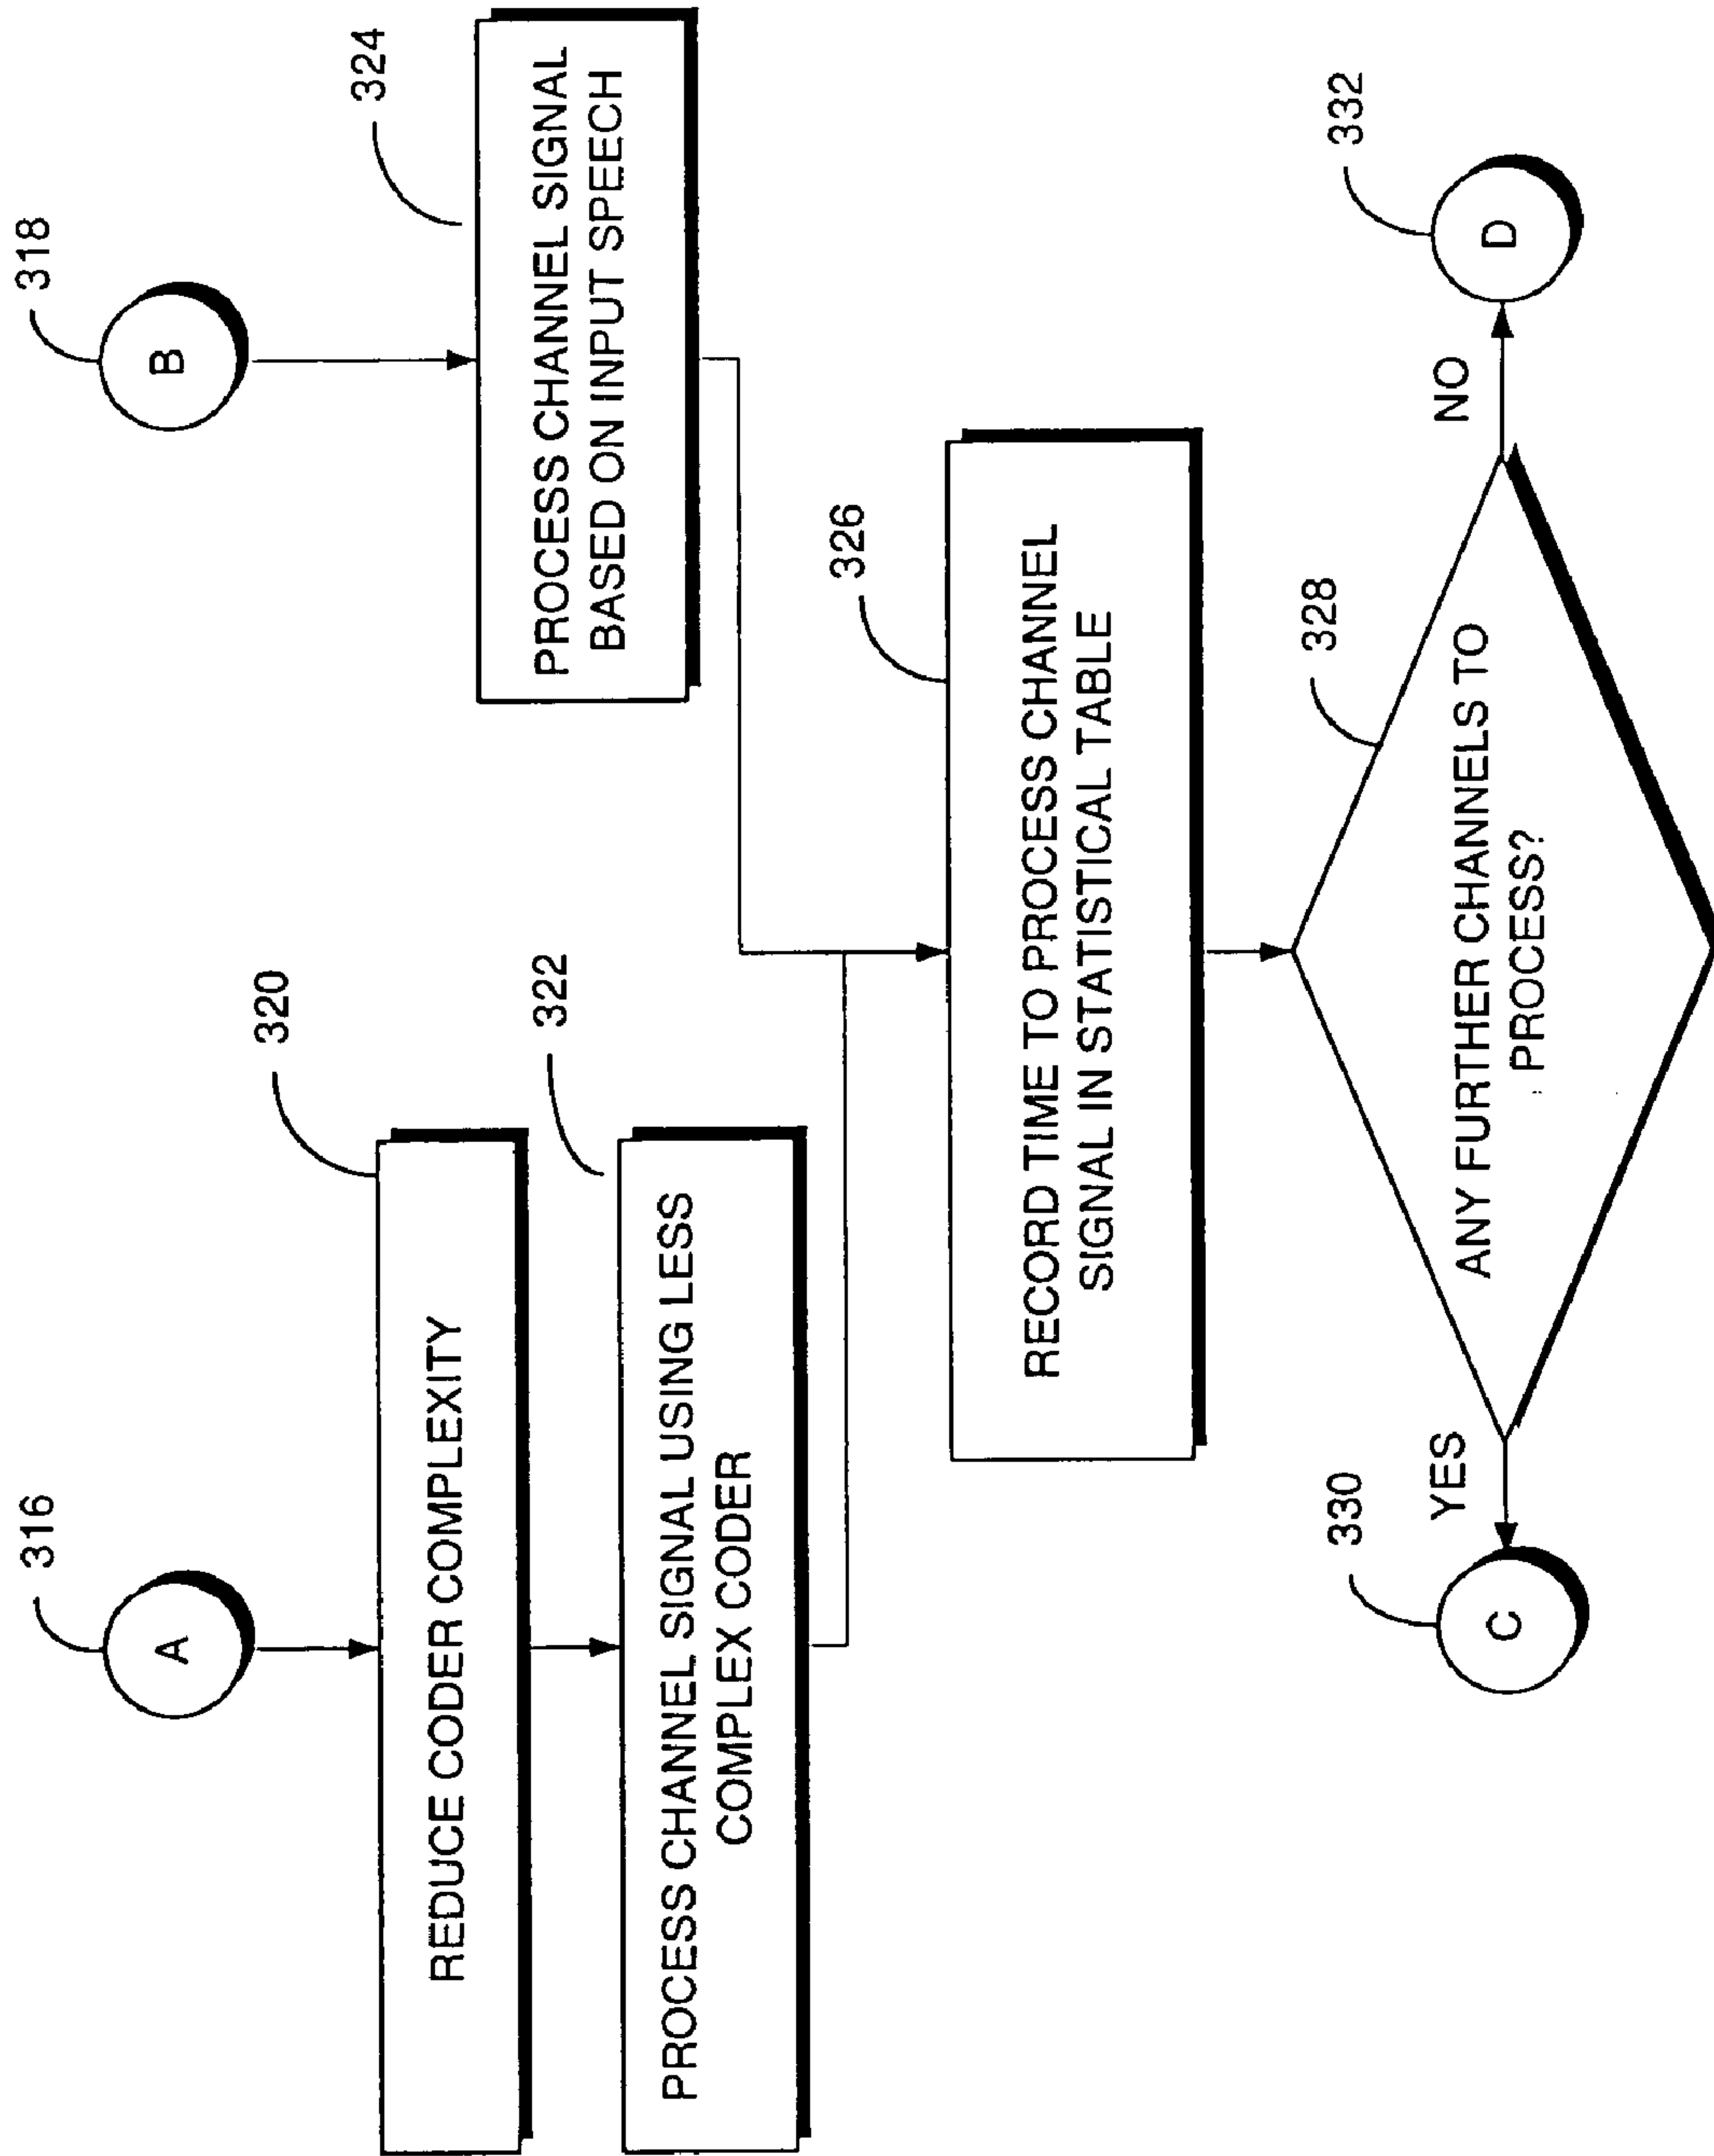 316
A
318
B
320
REDUCE CODER COMPLEXITY
324
PROCESS CHANNEL SIGNAL
BASED ON INPUT SPEECH
322
PROCESS CHANNEL SIGNAL USING LESS
COMPLEX CODER
326
RECORD TIME TO PROCESS CHANNEL
SIGNAL IN STATISTICAL TABLE
328
ANY FURTHER CHANNELS TO
PROCESS?
330
C
YES
NO
332
D